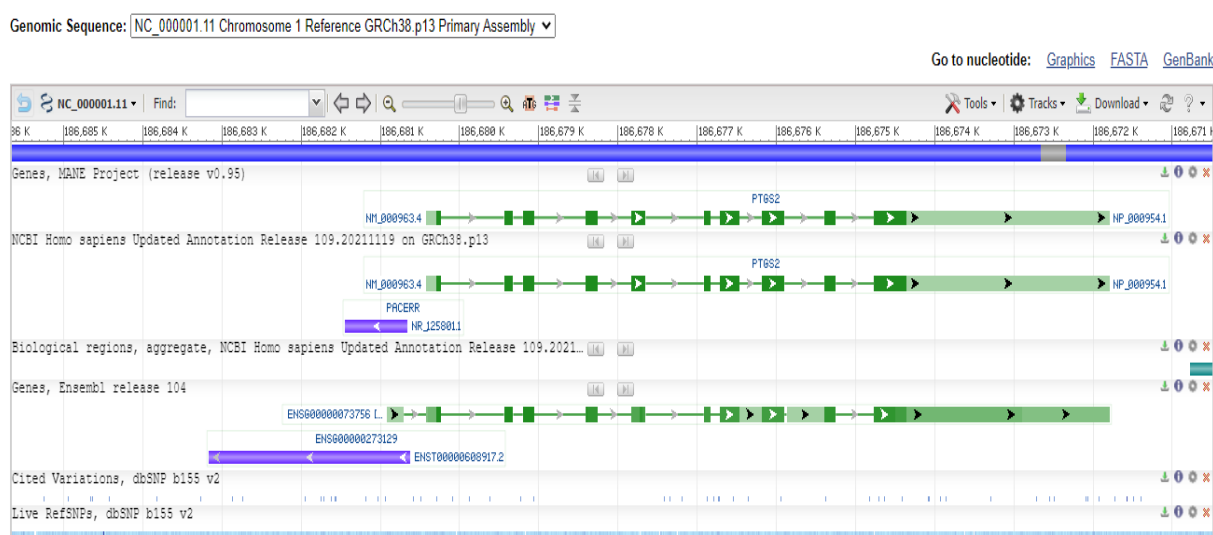 Genomic Sequence: NC_000001.11 Chromosome 1 Reference GRCh38.p13 Primary Assembly
Go to nucleotide: Graphics FASTA GenBank
NC_000001.11 Find: Tools Tracks Download ?
86 K 186,685 K 186,684 K 186,683 K 186,682 K 186,681 K 186,680 K 186,679 K 186,678 K 186,677 K 186,676 K 186,675 K 186,674 K 186,673 K 186,672 K 186,671 K
Genes, MANE Project (release v0.95)
PTGS2
NM_000963.4 NP_000954.1
NCBI Homo sapiens Updated Annotation Release 109.20211119 on GRCh38.p13
PTGS2
NM_000963.4 NP_000954.1
PACERR
NR_125801.1
Biological regions, aggregate, NCBI Homo sapiens Updated Annotation Release 109.2021…
Genes, Ensembl release 104
ENSG00000073756 […
ENSG00000273129
ENST00000608917.2
Cited Variations, dbSNP b155 v2
Live RefSNPs, dbSNP b155 v2